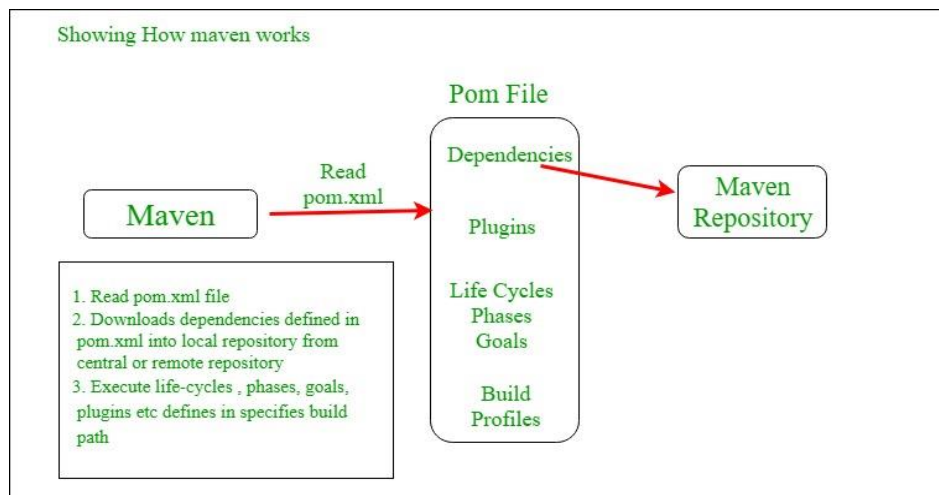 Showing How maven works
Pom File
Read
pom.xml
Maven
Dependencies
Plugins
Life Cycles
Phases
Goals
Build
Profiles
Maven
Repository
1. Read pom.xml file
2. Downloads dependencies defined in
pom.xml into local repository from
central or remote repository
3. Execute life-cycles , phases, goals,
plugins etc defines in specifies build
path